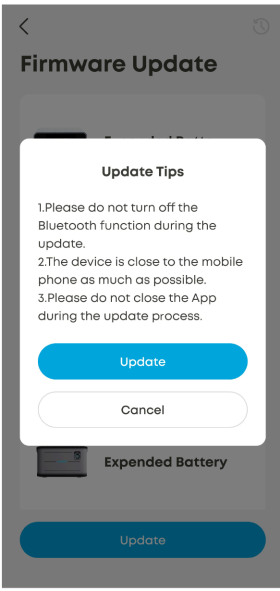 Firmware Update
Update Tips
1.Please do not turn off the
Bluetooth function during the
update.
2.The device is close to the mobile
phone as much as possible.
3.Please do not close the App
during the update process.
Update
Cancel
Expended Battery
Update